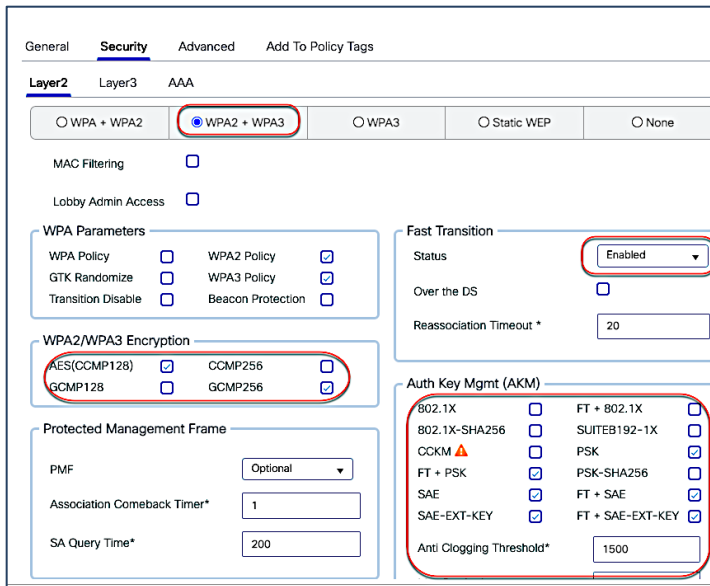 General Security Advanced Add To Policy Tags
Layer2 Layer3 AAA
WPA + WPA2 WPA2 + WPA3 WPA3 Static WEP None
MAC Filtering
Lobby Admin Access
WPA Parameters
WPA Policy WPA2 Policy
GTK Randomize WPA3 Policy
Transition Disable Beacon Protection
Fast Transition
Status Enabled
Over the DS
Reassociation Timeout * 20
WPA2/WPA3 Encryption
AES(CCMP128) CCMP256
GCMP128 GCMP256
Protected Management Frame
PMF Optional
Association Comeback Timer* 1
SA Query Time* 200
Auth Key Mgmt (AKM)
802.1X FT + 802.1X
802.1X-SHA256 SUITEB192-1X
CCKM PSK
FT + PSK PSK-SHA256
SAE FT + SAE
SAE-EXT-KEY FT + SAE-EXT-KEY
Anti Clogging Threshold* 1500